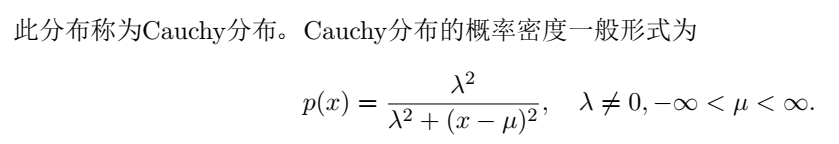 此分布称为Cauchy分布。Cauchy分布的概率密度一般形式为
p(x) = λ² / (λ² + (x − μ)²), λ ≠ 0, −∞ < μ < ∞.